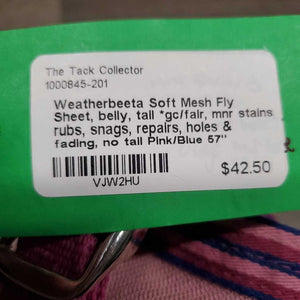 The Tack Collector
1000845-201
Weatherbeeta Soft Mesh Fly
Sheet, belly, tail *gc/fair, mnr stains
rubs, snags, repairs, holes &
fading, no tail Pink/Blue 57"
VJW2HU
$42.50